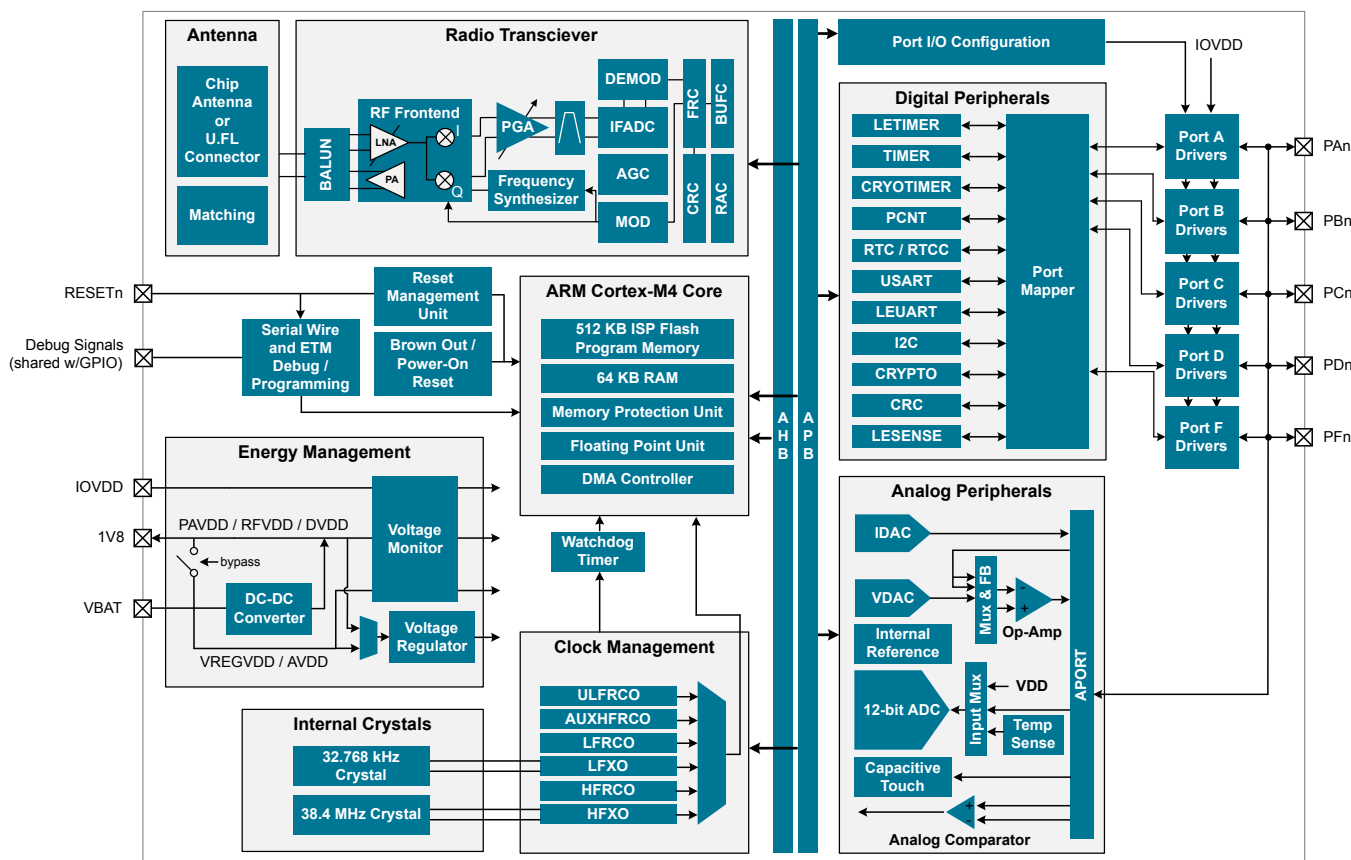 Antenna
Chip
Antenna
or
U.FL
Connector
Matching
Radio Transciever
BALUN
RF Frontend
LNA
PA
I
Q
PGA
Frequency
Synthesizer
DEMOD
IFADC
AGC
MOD
FRC
BUFC
CRC
RAC
AHB
APB
Port I/O Configuration
IOVDD
Digital Peripherals
LETIMER
TIMER
CRYOTIMER
PCNT
RTC / RTCC
USART
LEUART
I2C
CRYPTO
CRC
LESENSE
Port
Mapper
Port A
Drivers
Port B
Drivers
Port C
Drivers
Port D
Drivers
Port F
Drivers
PAn
PBn
PCn
PDn
PFn
RESETn
Debug Signals
(shared w/GPIO)
Reset
Management
Unit
Serial Wire
and ETM
Debug /
Programming
Brown Out /
Power-On
Reset
ARM Cortex-M4 Core
512 KB ISP Flash
Program Memory
64 KB RAM
Memory Protection Unit
Floating Point Unit
DMA Controller
Energy Management
IOVDD
1V8
VBAT
PAVDD / RFVDD / DVDD
bypass
DC-DC
Converter
VREGVDD / AVDD
Voltage
Monitor
Voltage
Regulator
Watchdog
Timer
Clock Management
ULFRCO
AUXHFRCO
LFRCO
LFXO
HFRCO
HFXO
Internal Crystals
32.768 kHz
Crystal
38.4 MHz Crystal
Analog Peripherals
IDAC
VDAC
Mux & FB
-
+
Op-Amp
Internal
Reference
12-bit ADC
Input Mux
VDD
Temp
Sense
Capacitive
Touch
+
-
Analog Comparator
APORT